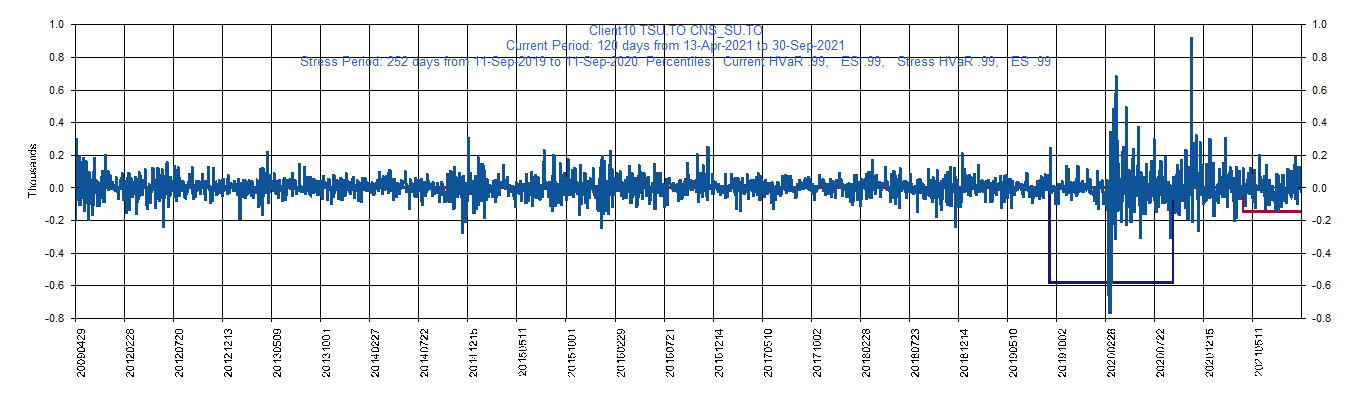 Client10 TSU.TO CNS_SU.TO
Current Period: 120 days from 13-Apr-2021 to 30-Sep-2021
Stress Period: 252 days from 11-Sep-2019 to 11-Sep-2020 Percentiles: Current HVaR .99, ES .99, Stress HVaR .99, ES .99
1.0 1.0
0.8 0.8
0.6 0.6
0.4 0.4
0.2 0.2
0.0 0.0
-0.2 -0.2
-0.4 -0.4
-0.6 -0.6
-0.8 -0.8
Thousands
20090429 20120228 20120720 20121213 20130509 20131001 20140227 20140722 20141215 20150511 20151001 20160229 20160721 20161214 20170510 20171002 20180228 20180723 20181214 20190510 20191002 20200226 20200722 20201215 20210511